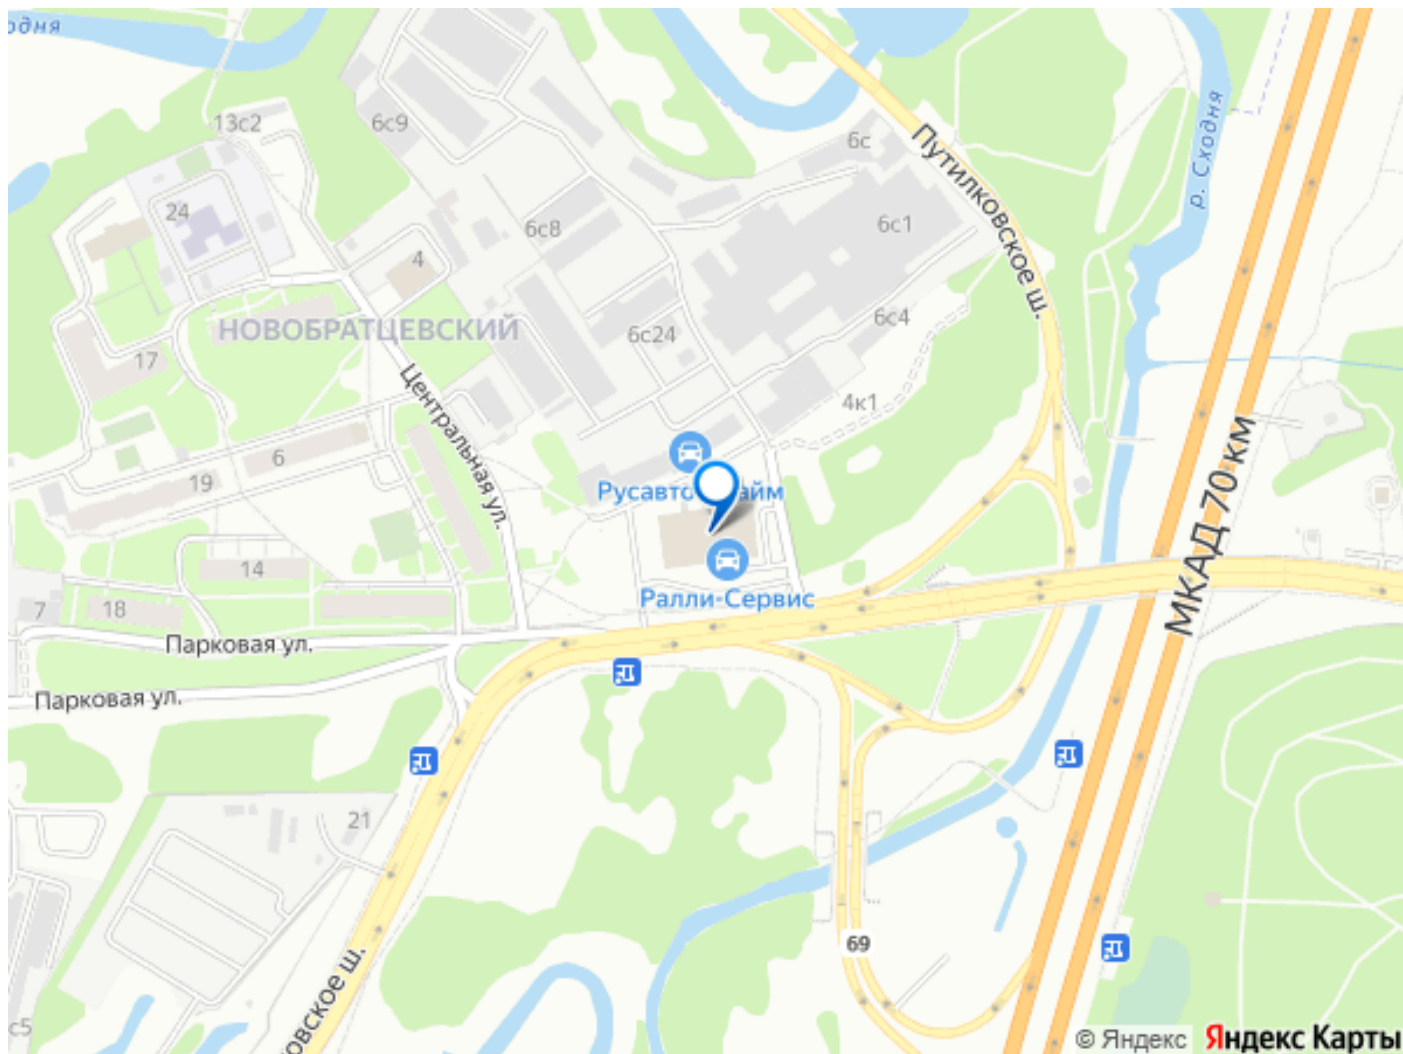 одня
13с2
6с9
6с
Путилковское ш.
р. Сходня
24
6с8
6с1
4
НОВОБРАТЦЕВСКИЙ
6с24
6с4
17
Центральная ул.
4к1
МКАД 70 км
6
19
Ралли-Сервис
14
7
18
Парковая ул.
Парковая ул.
21
69
овское ш.
с5
© Яндекс
Яндекс Карты